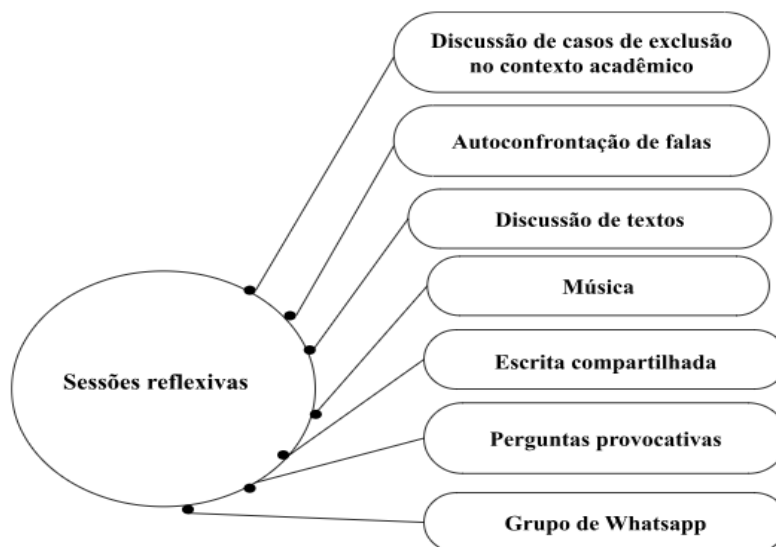 Discussão de casos de exclusão
no contexto acadêmico
Autoconfrontação de falas
Discussão de textos
Música
Sessões reflexivas
Escrita compartilhada
Perguntas provocativas
Grupo de Whatsapp